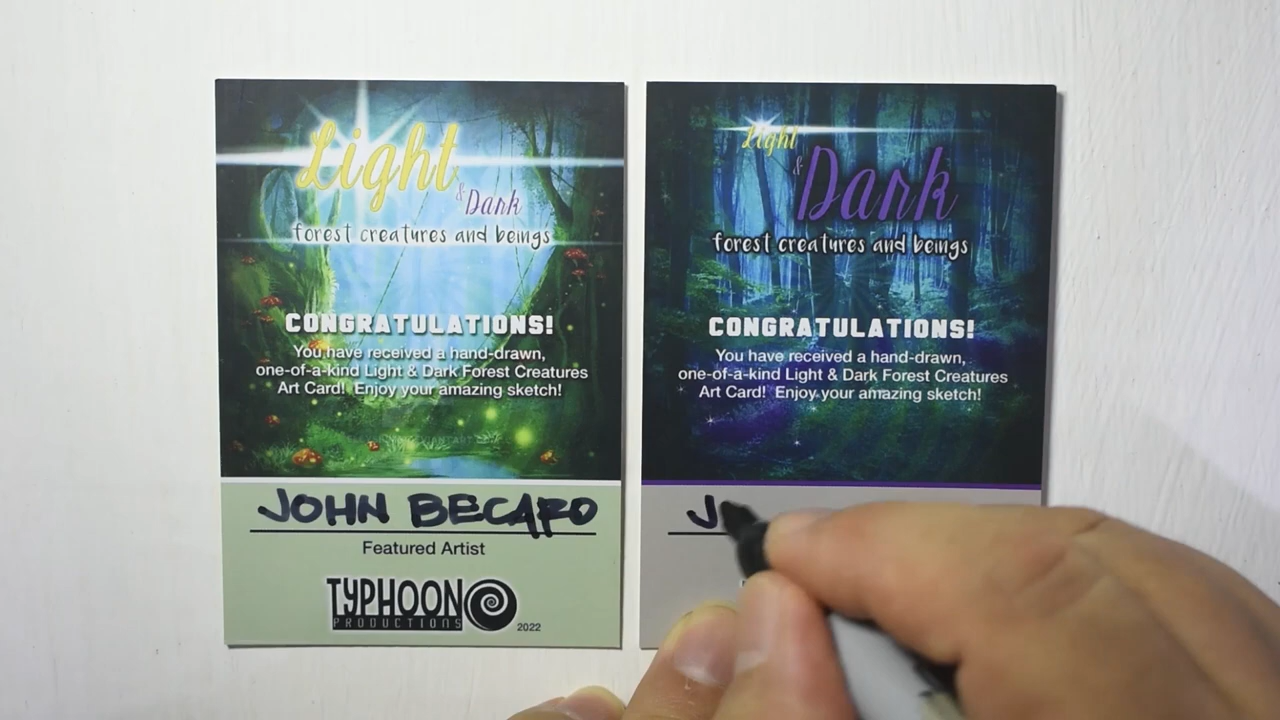 Light
& Dark
forest creatures and beings
CONGRATULATIONS!
You have received a hand-drawn,
one-of-a-kind Light & Dark Forest Creatures
Art Card! Enjoy your amazing sketch!
JOHN BECARO
Featured Artist
TYPHOON
PRODUCTIONS
2022
Light
& Dark
forest creatures and beings
CONGRATULATIONS!
You have received a hand-drawn,
one-of-a-kind Light & Dark Forest Creatures
Art Card! Enjoy your amazing sketch!
J